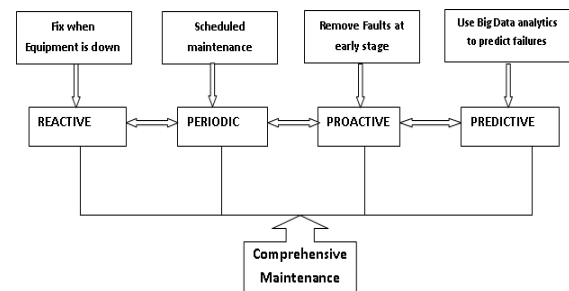 Fix when
Equipment is down
Scheduled
maintenance
Remove Faults at
early stage
Use Big Data analytics
to predict failures
REACTIVE
PERIODIC
PROACTIVE
PREDICTIVE
Comprehensive
Maintenance